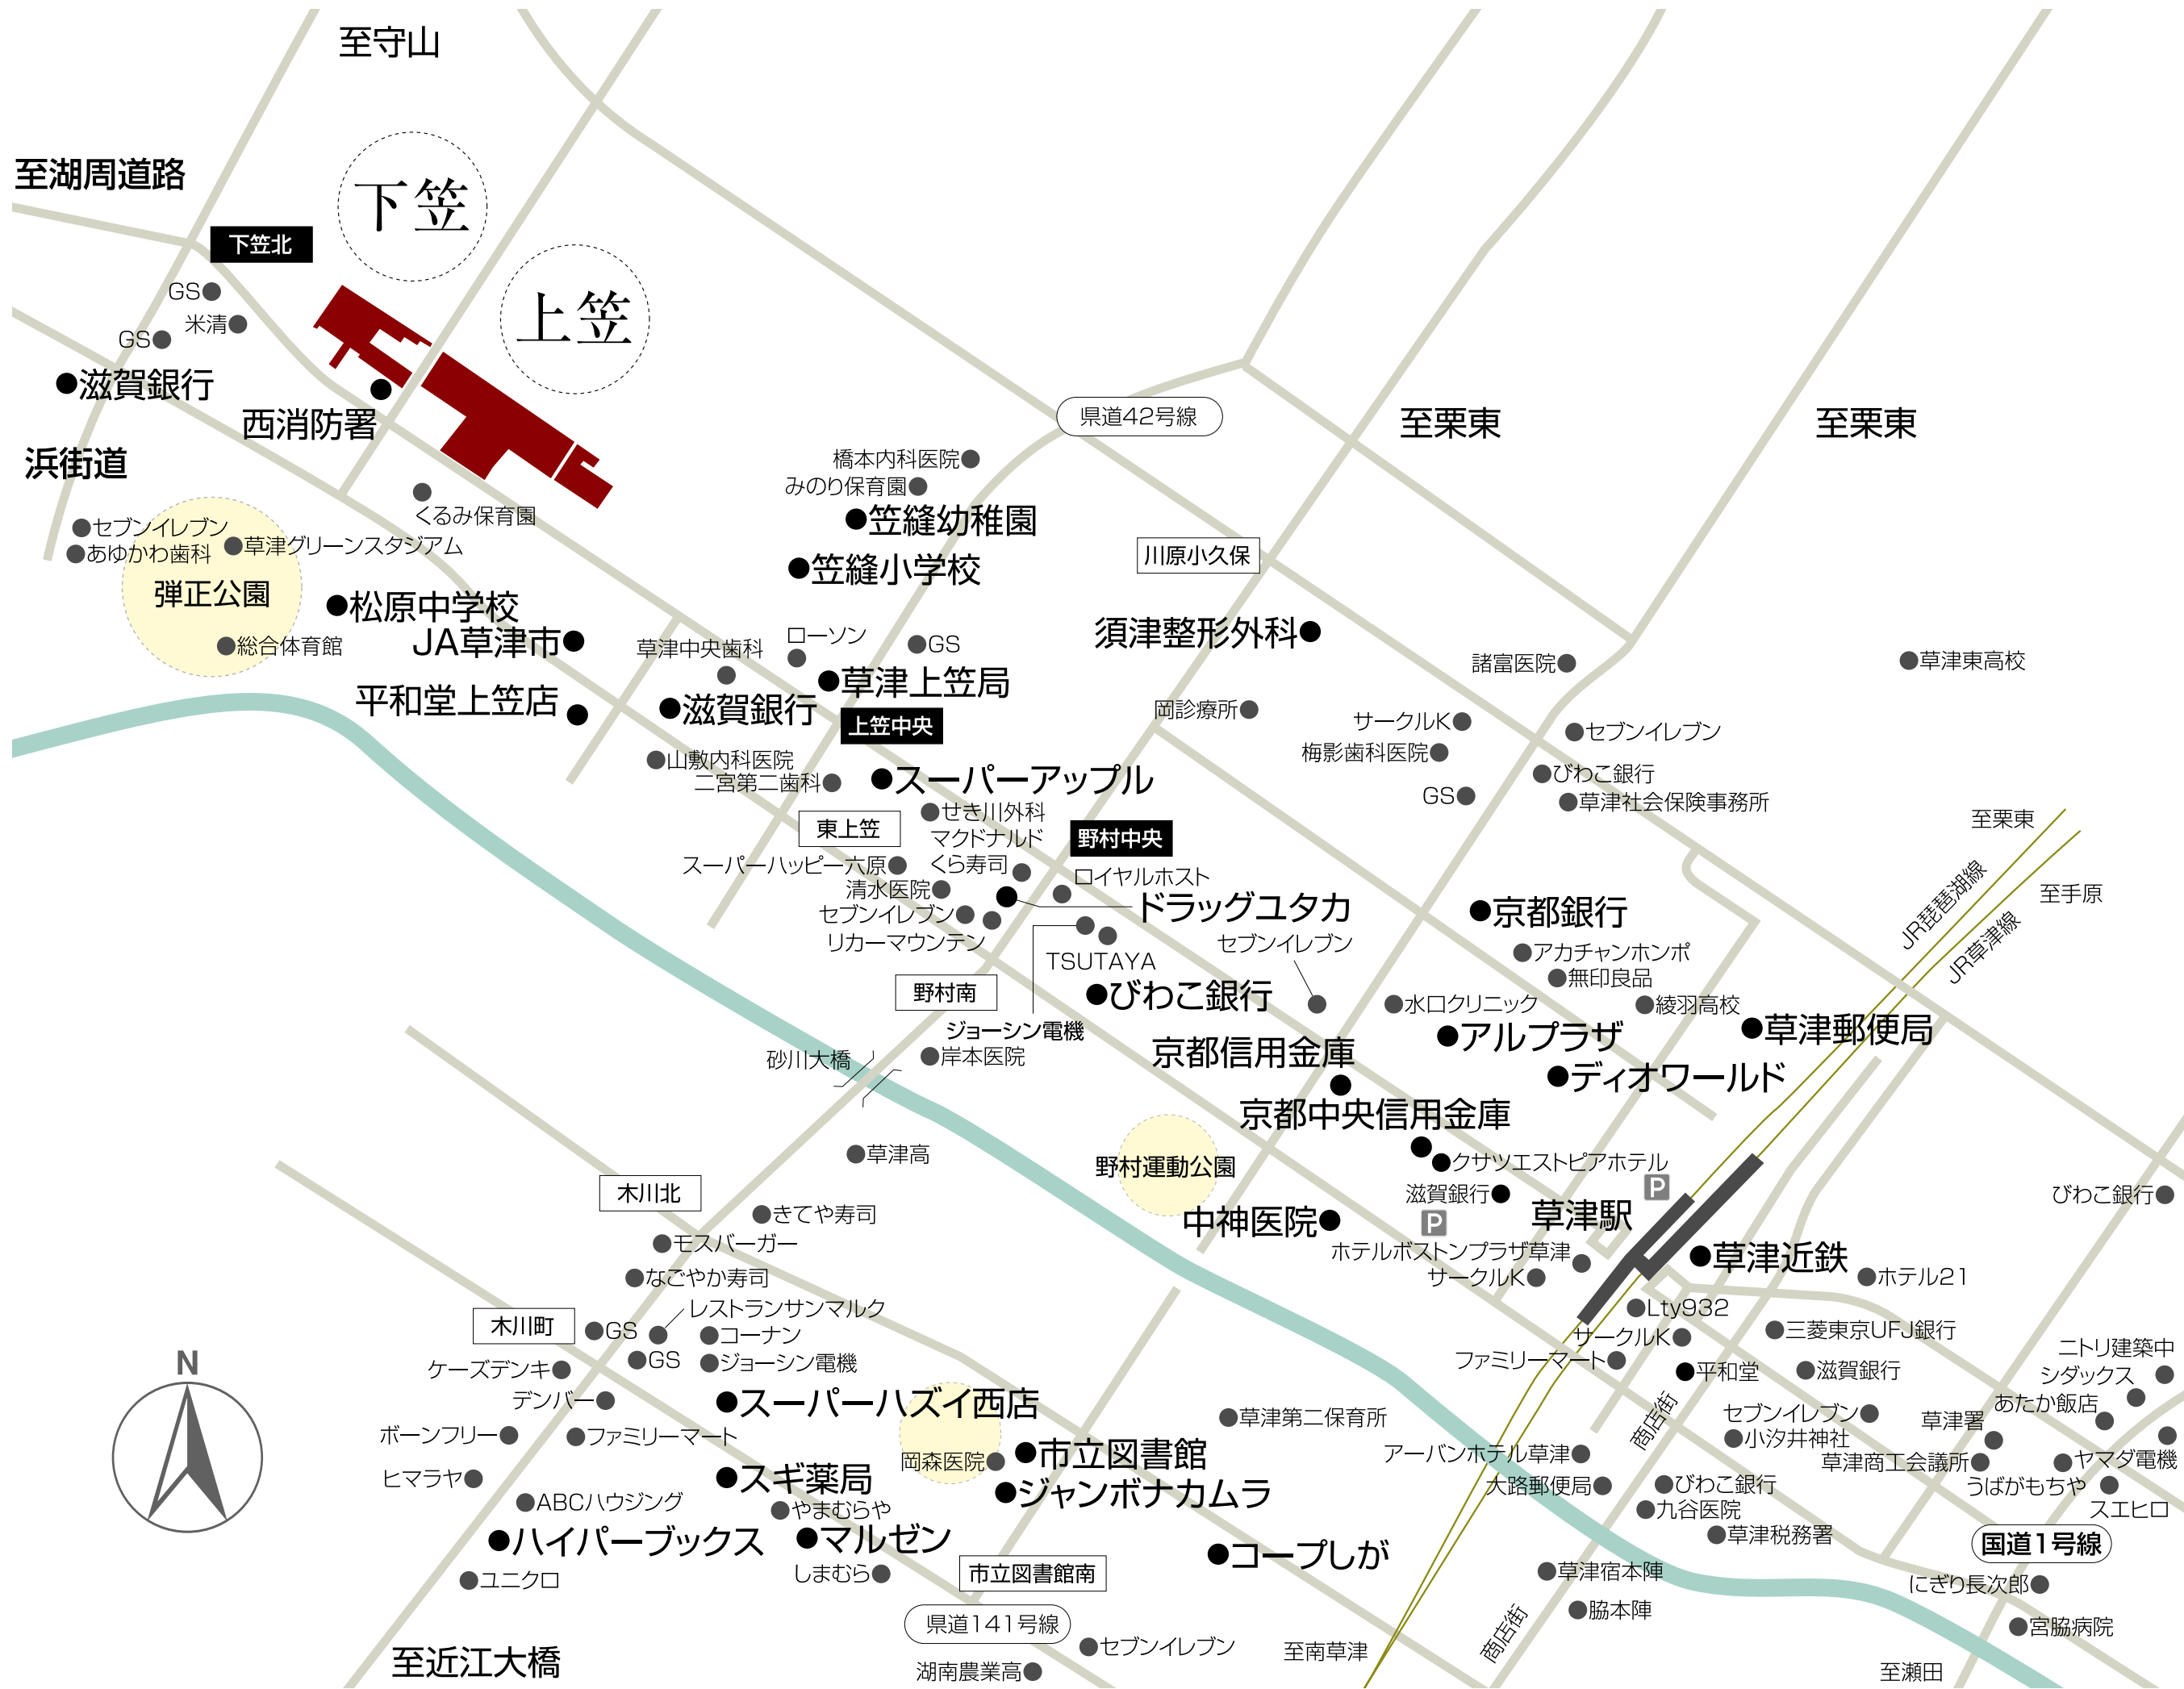 至守山
至湖周道路
下笠
下笠北
上笠
GS
米清
GS
滋賀銀行
西消防署
浜街道
県道42号線
至栗東
至栗東
橋本内科医院
みのり保育園
くるみ保育園
笠縫幼稚園
セブンイレブン
あゆかわ歯科
草津グリーンスタジアム
弾正公園
総合体育館
笠縫小学校
川原小久保
松原中学校
JA草津市
平和堂上笠店
草津中央歯科
ローソン
GS
草津上笠局
滋賀銀行
上笠中央
須津整形外科
諸富医院
草津東高校
岡診療所
サークルK
梅影歯科医院
セブンイレブン
びわこ銀行
GS
草津社会保険事務所
山敷内科医院
二宮第二歯科
スーパーアップル
東上笠
せき川外科
マクドナルド
くら寿司
野村中央
スーパーハッピー六原
清水医院
セブンイレブン
リカーマウンテン
ロイヤルホスト
ドラッグユタカ
TSUTAYA
セブンイレブン
至栗東
JR琵琶湖線
至手原
JR草津線
京都銀行
アカチャンホンポ
無印良品
綾羽高校
野村南
びわこ銀行
水口クリニック
ジョーシン電機
岸本医院
砂川大橋
アルプラザ
草津郵便局
京都信用金庫
ディオワールド
京都中央信用金庫
クサツエストピアホテル
野村運動公園
滋賀銀行
P
P
草津高
木川北
中神医院
草津駅
びわこ銀行
きてや寿司
モスバーガー
なごやか寿司
ホテルボストンプラザ草津
サークルK
草津近鉄
ホテル21
木川町
レストランサンマルク
GS
コーナン
GS
ジョーシン電機
Lty932
サークルK
三菱東京UFJ銀行
ファミリーマート
平和堂
滋賀銀行
ニトリ建築中
シダックス
あたか飯店
N
ケーズデンキ
デンバー
スーパーハズイ西店
ボーンフリー
ファミリーマート
草津第二保育所
商店街
セブンイレブン
小汐井神社
草津署
草津商工会議所
ヤマダ電機
うばがもちや
スエヒロ
ヒマラヤ
岡森医院
市立図書館
アーバンホテル草津
大路郵便局
びわこ銀行
九谷医院
草津税務署
ABCハウジング
スギ薬局
やまむらや
ジャンボナカムラ
ハイパーブックス
マルゼン
国道1号線
コープしが
ユニクロ
しまむら
市立図書館南
草津宿本陣
脇本陣
にぎり長次郎
宮脇病院
県道141号線
商店街
至近江大橋
セブンイレブン
湖南農業高
至南草津
至瀬田